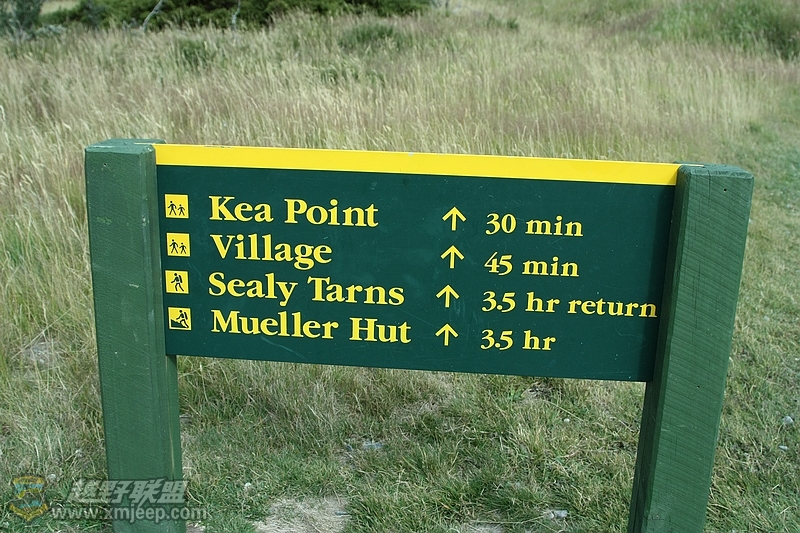 Kea Point ↑ 30 min
Village ↑ 45 min
Sealy Tarns ↑ 3.5 hr return
Mueller Hut ↑ 3.5 hr
越野联盟
www.xmjeep.com